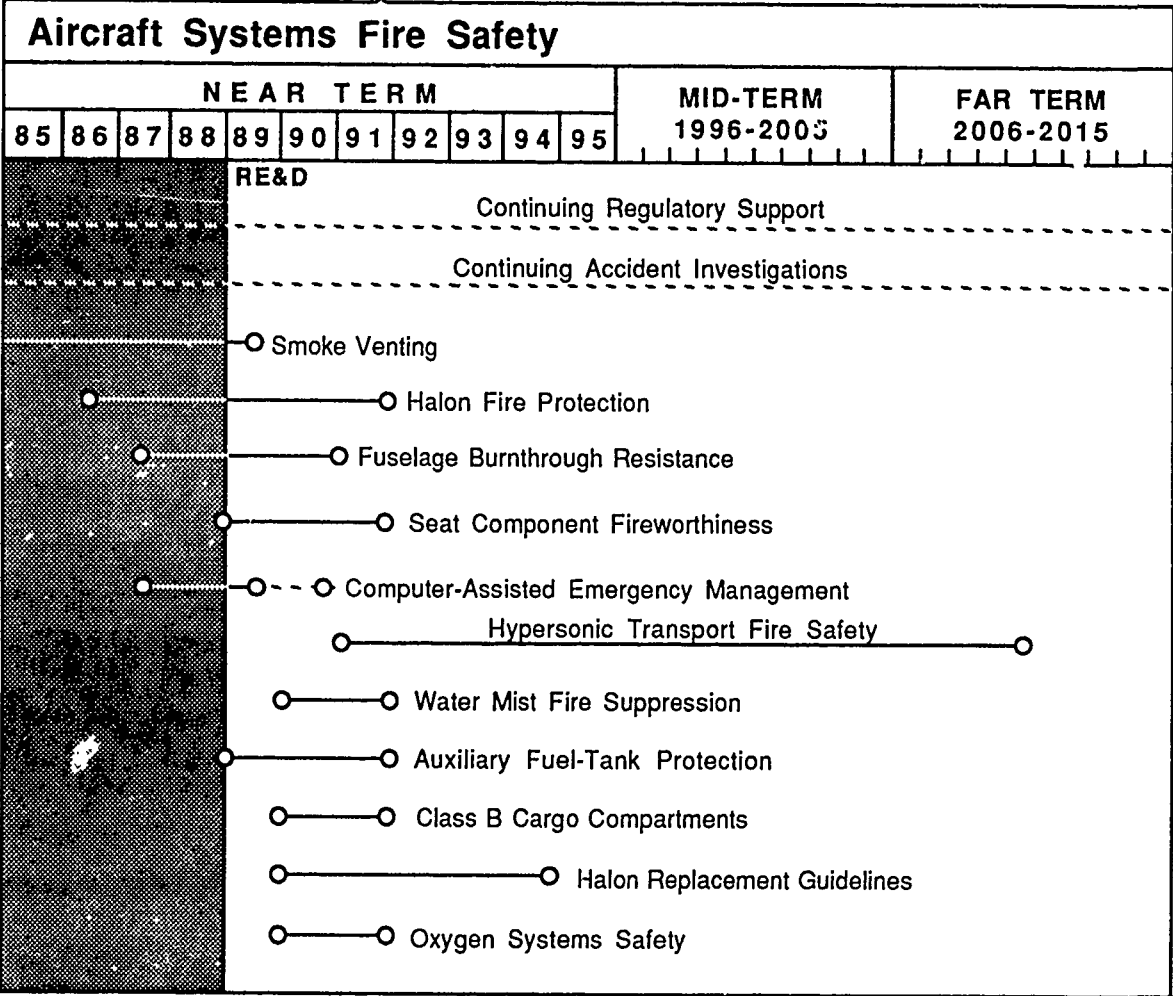 Aircraft Systems Fire Safety
NEAR TERM
MID-TERM
1996-2005
FAR TERM
2006-2015
85 86 87 88 89 90 91 92 93 94 95
RE&D
Continuing Regulatory Support
Continuing Accident Investigations
Smoke Venting
Halon Fire Protection
Fuselage Burnthrough Resistance
Seat Component Fireworthiness
Computer-Assisted Emergency Management
Hypersonic Transport Fire Safety
Water Mist Fire Suppression
Auxiliary Fuel-Tank Protection
Class B Cargo Compartments
Halon Replacement Guidelines
Oxygen Systems Safety